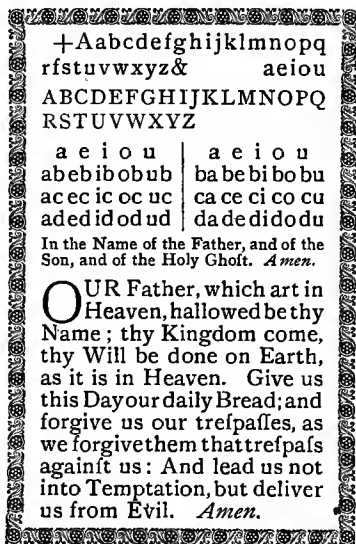 +Aabcdefghijklmnopq
rſstuvwxyz& aeiou
ABCDEFGHIJKLMNOPQ
RSTUVWXYZ
a e i o u | a e i o u
ab eb ib ob ub | ba be bi bo bu
ac ec ic oc uc | ca ce ci co cu
ad ed id od ud | da de di do du
In the Name of the Father, and of the
Son, and of the Holy Ghoſt. Amen.
OUR Father, which art in
Heaven, hallowed be thy
Name; thy Kingdom come,
thy Will be done on Earth,
as it is in Heaven. Give us
this Day our daily Bread; and
forgive us our treſpaſſes, as
we forgive them that treſpaſs
againſt us: And lead us not
into Temptation, but deliver
us from Evil. Amen.